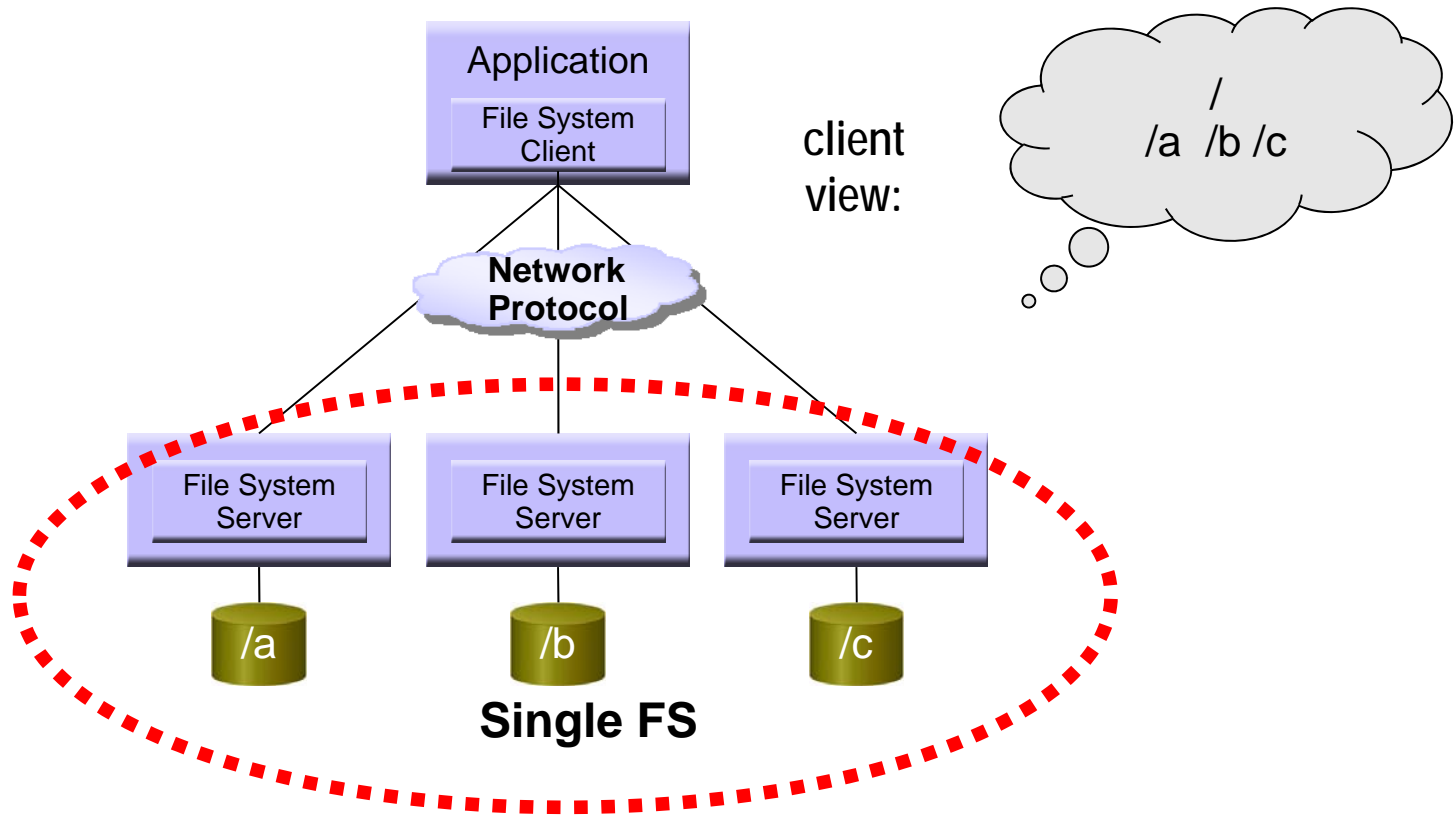 Application
File System
Client
client
view:
/
/a /b /c
Network
Protocol
File System
Server
File System
Server
File System
Server
/a
/b
/c
Single FS